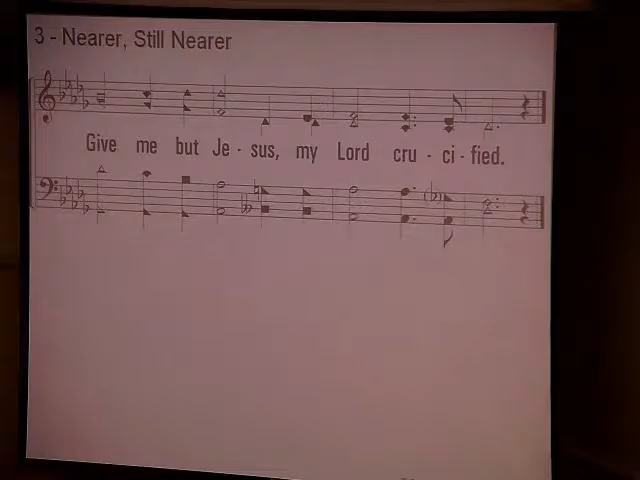 3 - Nearer, Still Nearer
Give me but Je - sus, my Lord cru - ci - fied.